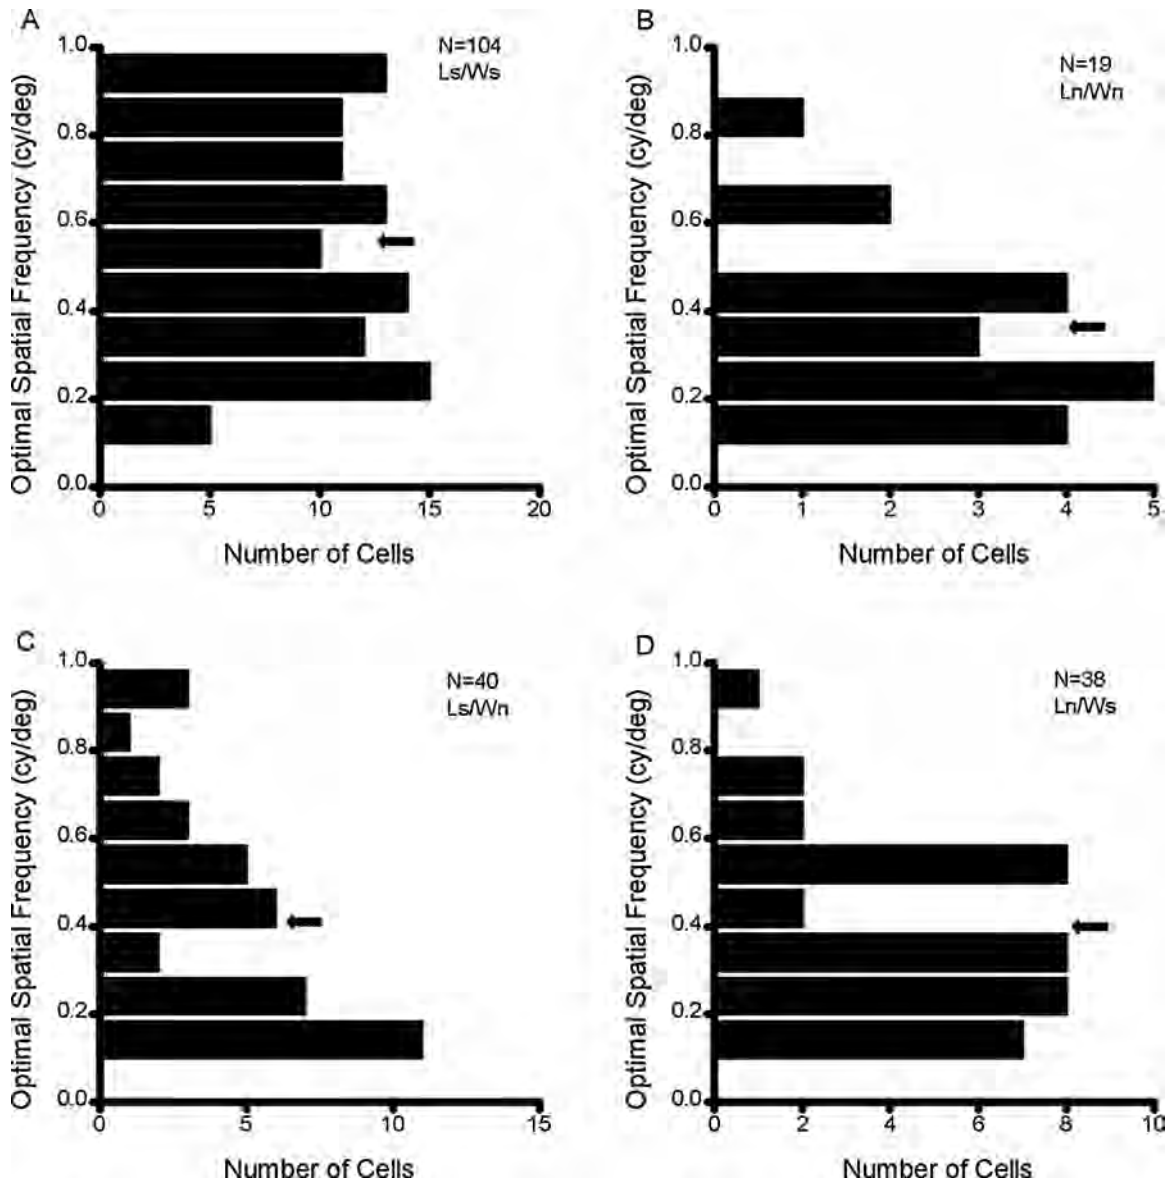 A
N=104
Ls/Ws
Optimal Spatial Frequency (cy/deg)
1.0
0.8
0.6
0.4
0.2
0.0
0 5 10 15 20
Number of Cells
B
N=19
Ln/Wn
Optimal Spatial Frequency (cy/deg)
1.0
0.8
0.6
0.4
0.2
0.0
0 1 2 3 4 5
Number of Cells
C
N=40
Ls/Wn
Optimal Spatial Frequency (cy/deg)
1.0
0.8
0.6
0.4
0.2
0.0
0 5 10 15
Number of Cells
D
N=38
Ln/Ws
Optimal Spatial Frequency (cy/deg)
1.0
0.8
0.6
0.4
0.2
0.0
0 2 4 6 8 10
Number of Cells